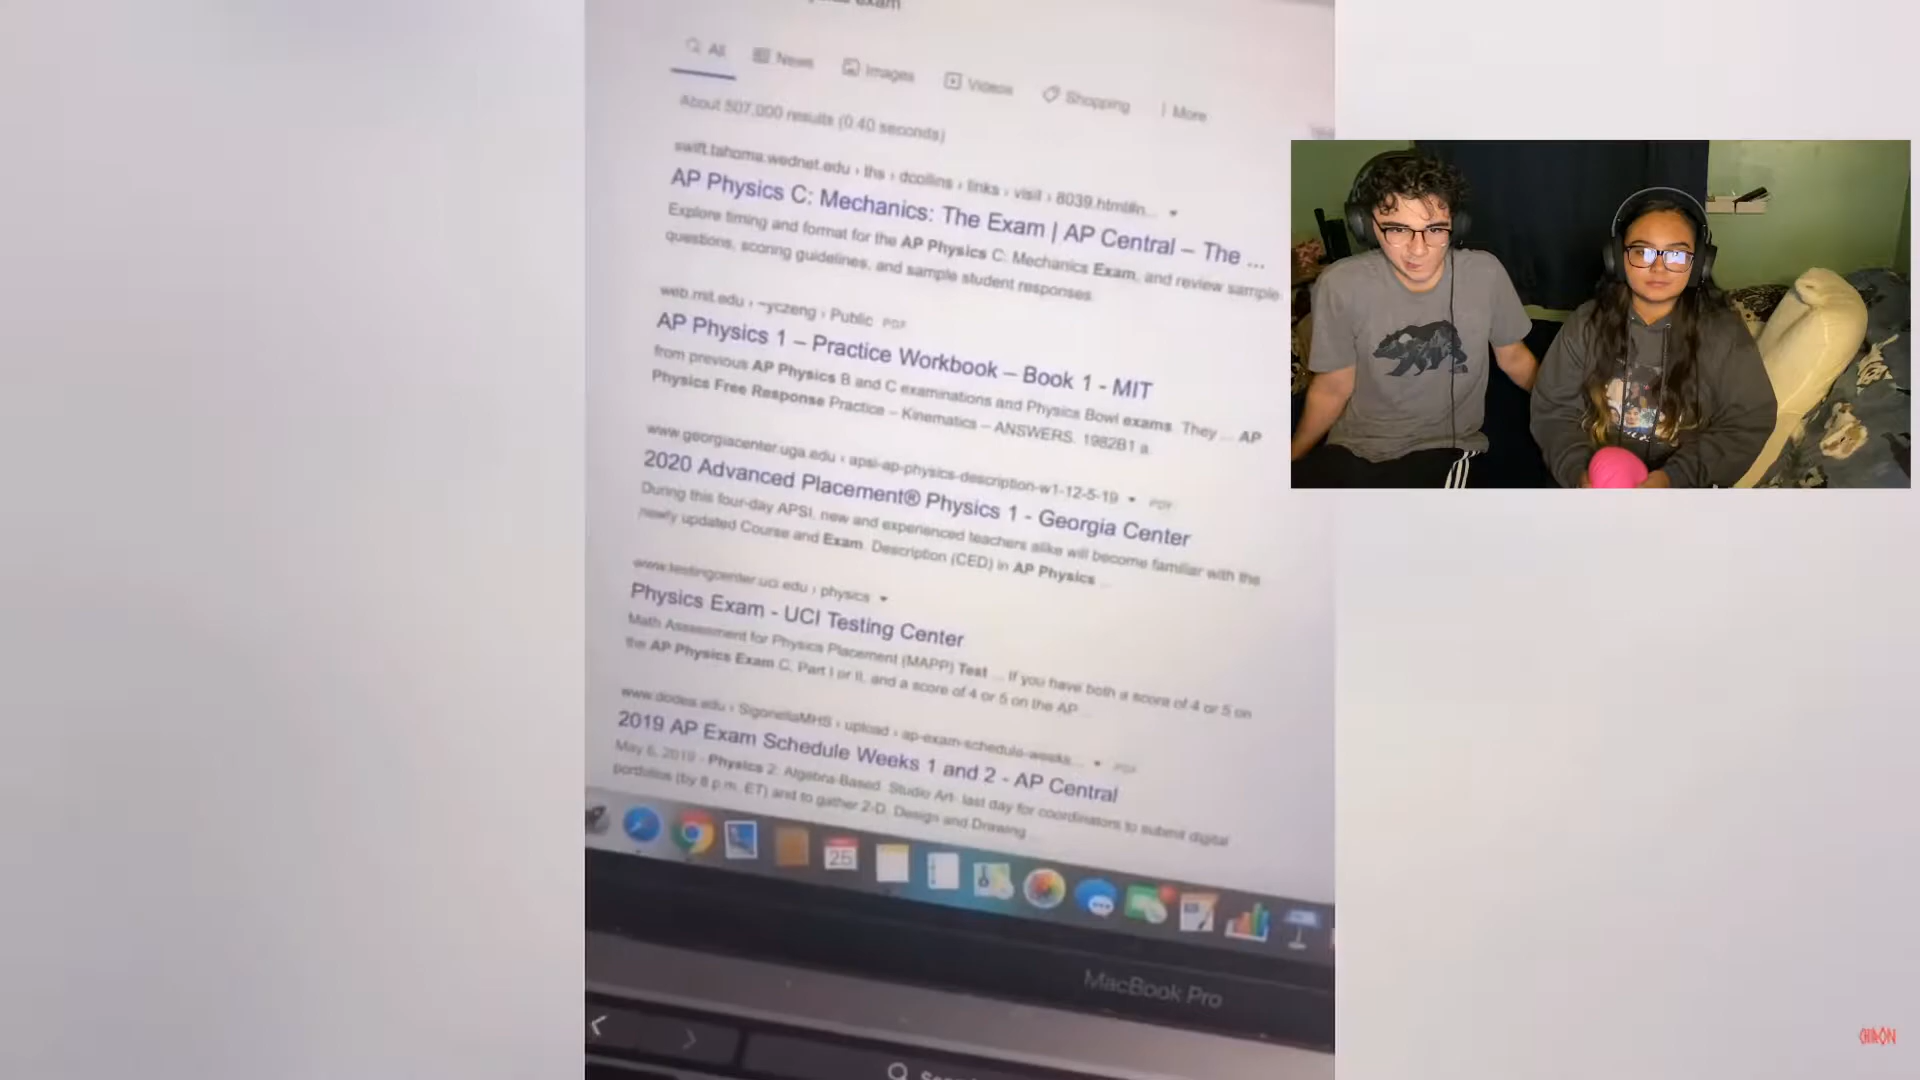 exam
All News Images Videos Shopping | More
About 507,000 results (0.40 seconds)
swift.tahoma.wednet.edu › ths › dcollins › links › visit › 8039.html#n...
AP Physics C: Mechanics: The Exam | AP Central – The ...
Explore timing and format for the AP Physics C: Mechanics Exam, and review sample
questions, scoring guidelines, and sample student responses.
web.mit.edu › ~yczeng › Public PDF
AP Physics 1 – Practice Workbook – Book 1 - MIT
from previous AP Physics B and C examinations and Physics Bowl exams. They ... AP
Physics Free Response Practice – Kinematics – ANSWERS. 1982B1 a.
www.georgiacenter.uga.edu › apsi-ap-physics-description-w1-12-5-19 PDF
2020 Advanced Placement® Physics 1 - Georgia Center
During this four-day APSI, new and experienced teachers alike will become familiar with the
newly updated Course and Exam Description (CED) in AP Physics ...
www.testingcenter.uci.edu › physics
Physics Exam - UCI Testing Center
Math Assessment for Physics Placement (MAPP) Test ... If you have both a score of 4 or 5 on
the AP Physics Exam C, Part I or II, and a score of 4 or 5 on the AP ...
www.dodea.edu › SigonellaMHS › upload › ap-exam-schedule-weeks... PDF
2019 AP Exam Schedule Weeks 1 and 2 - AP Central
May 6, 2019 - Physics 2: Algebra-Based. Studio Art- last day for coordinators to submit digital
portfolios (by 8 p.m. ET) and to gather 2-D Design and Drawing
25
MacBook Pro
CHIRON